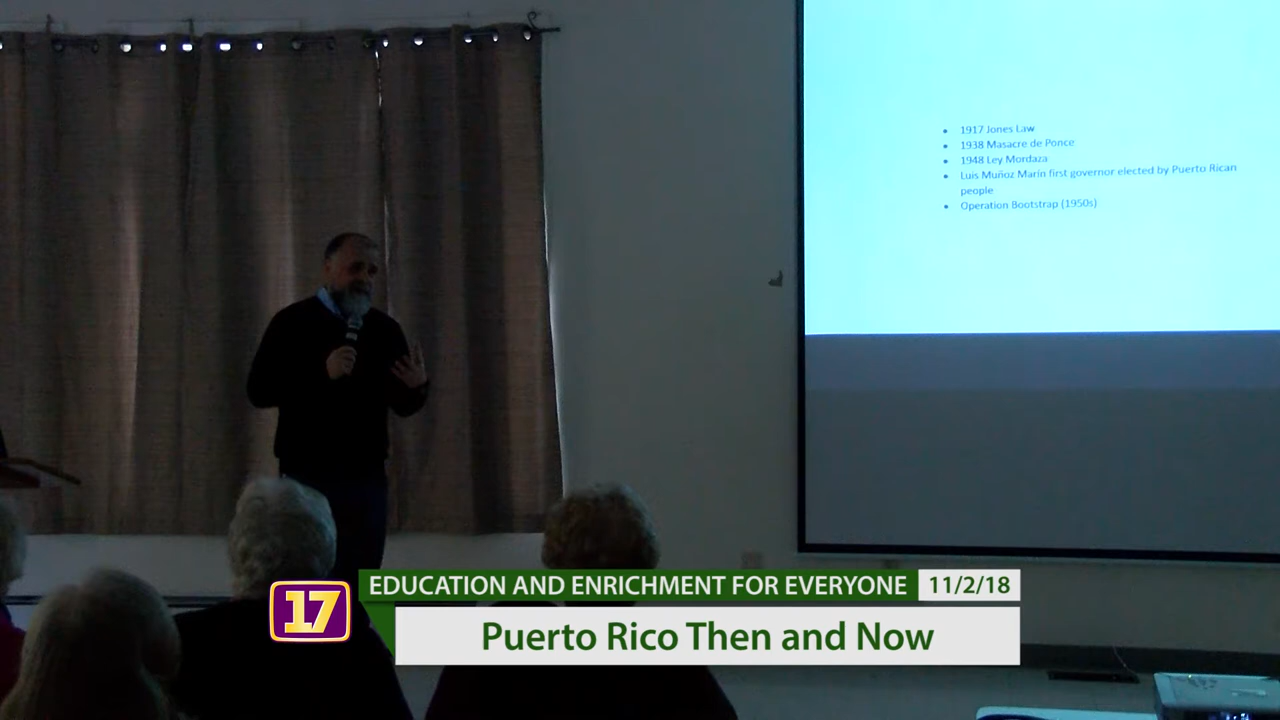 • 1917 Jones Law
• 1938 Masacre de Ponce
• 1948 Ley Mordaza
• Luis Muñoz Marín first governor elected by Puerto Rican
people
• Operation Bootstrap (1950s)
17
EDUCATION AND ENRICHMENT FOR EVERYONE 11/2/18
Puerto Rico Then and Now